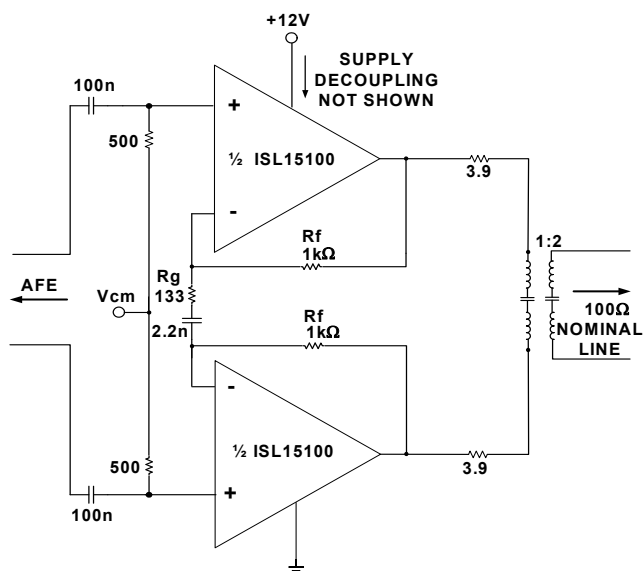 +12V
SUPPLY
DECOUPLING
NOT SHOWN
100n
+
500
½ ISL15100
3.9
-
1:2
Rf
1kΩ
Rg
133
AFE
Vcm
2.2n
100Ω
NOMINAL
LINE
Rf
1kΩ
-
½ ISL15100
500
3.9
+
100n